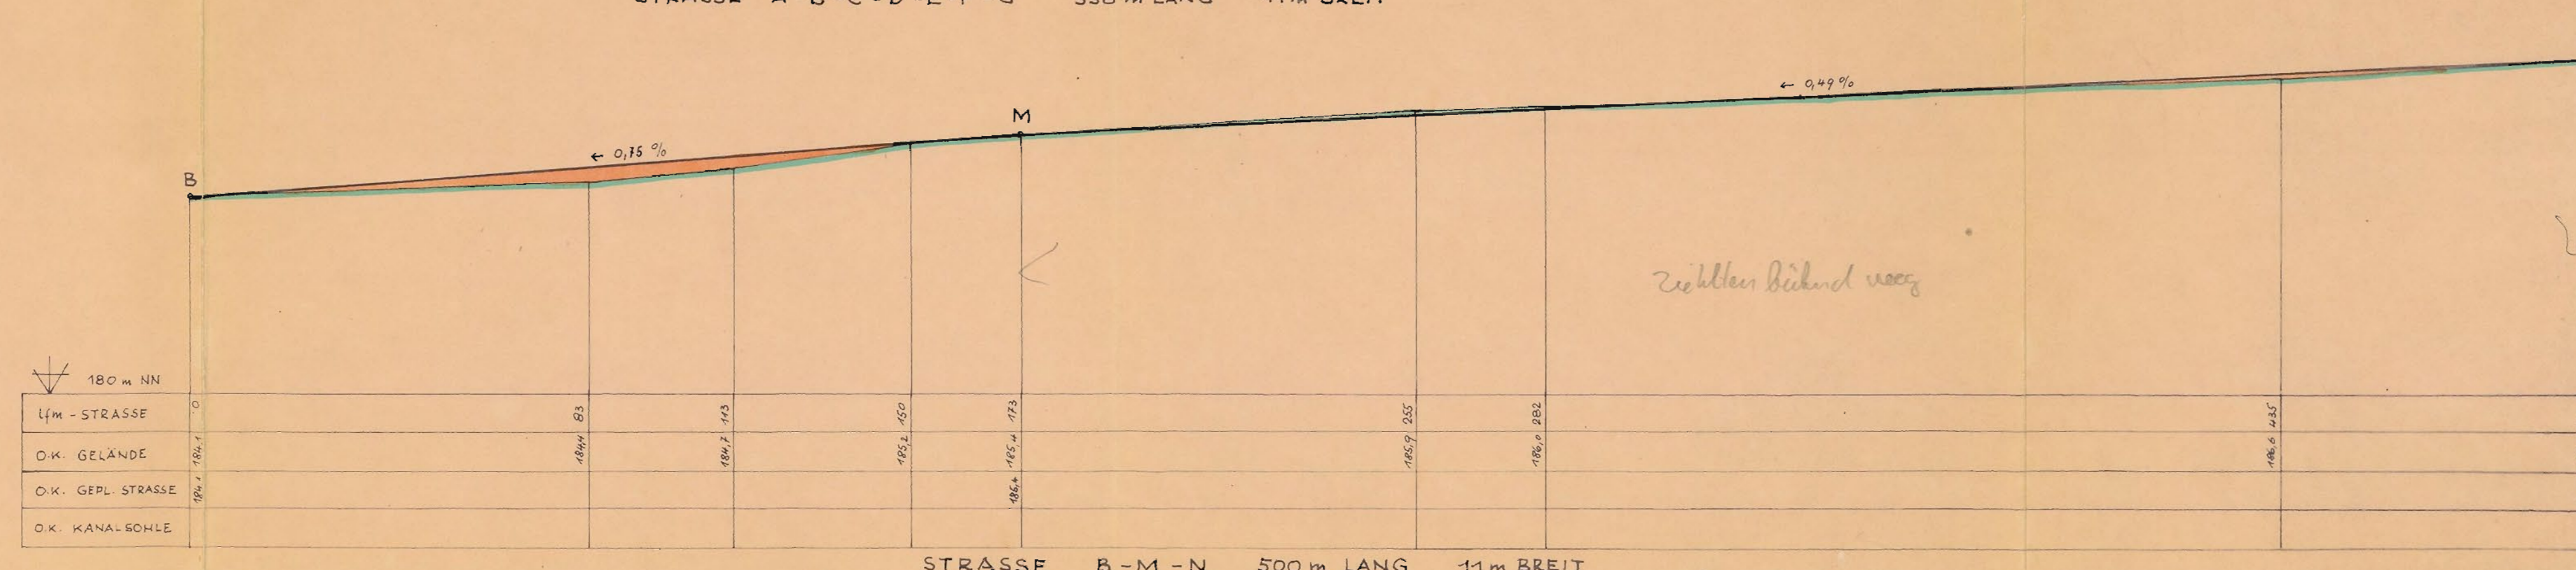 ← 0,49 %
M
← 0,75 %
B
180 m NN
lfm - STRASSE 0 83 113 150 173 255 282 435
O.K. GELÄNDE 184,1 184,4 184,7 185,2 185,4 185,9 186,0 186,6
O.K. GEPL. STRASSE 184,1 185,4
O.K. KANALSOHLE
STRASSE B - M - N 500 m LANG 11 m BREIT